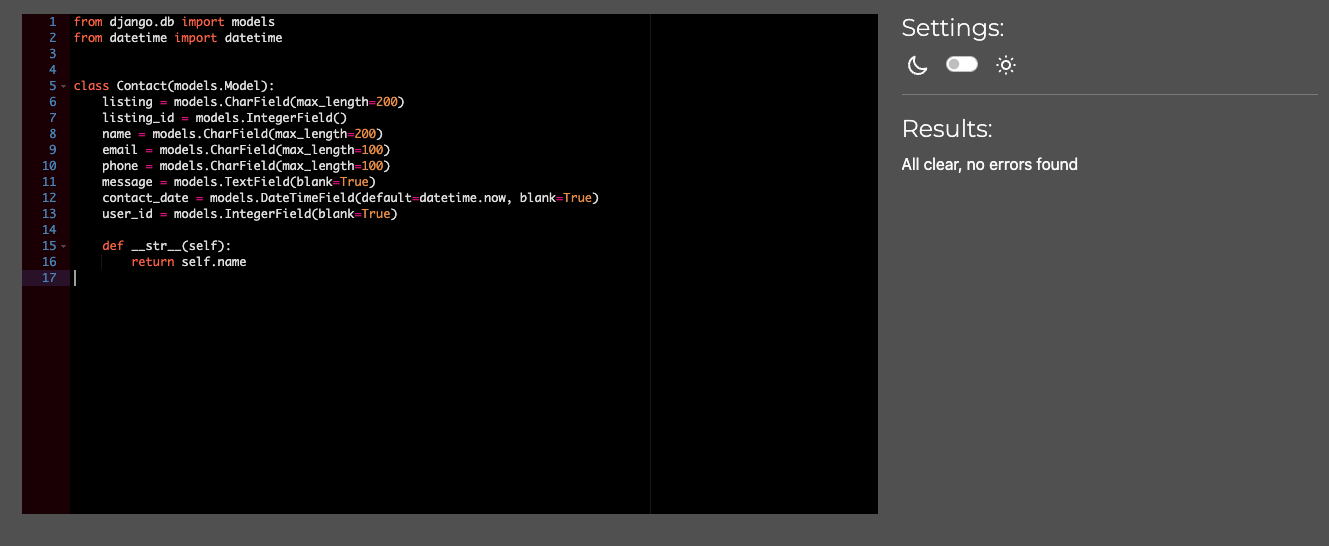 1 from django.db import models
2 from datetime import datetime
3
4
5 class Contact(models.Model):
6     listing = models.CharField(max_length=200)
7     listing_id = models.IntegerField()
8     name = models.CharField(max_length=200)
9     email = models.CharField(max_length=100)
10     phone = models.CharField(max_length=100)
11     message = models.TextField(blank=True)
12     contact_date = models.DateTimeField(default=datetime.now, blank=True)
13     user_id = models.IntegerField(blank=True)
14
15     def __str__(self):
16         return self.name
17
Settings:
Results:
All clear, no errors found